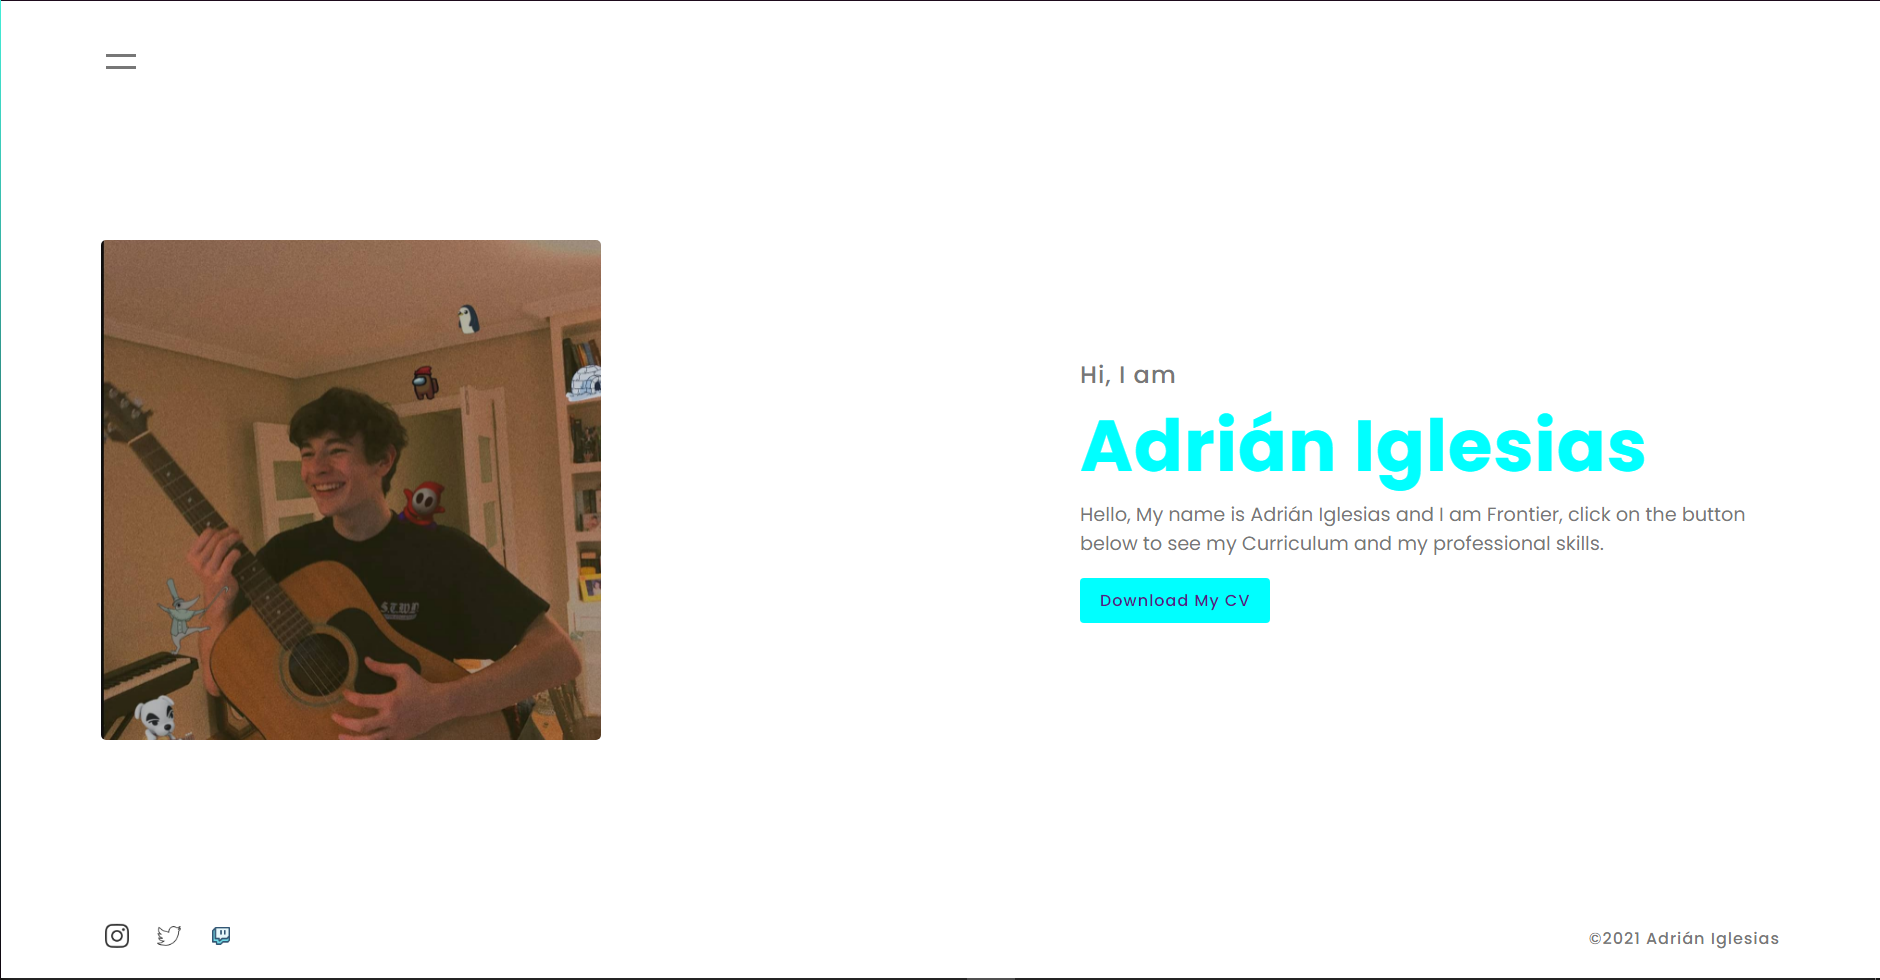 Hi, I am
Adrián Iglesias
Hello, My name is Adrián Iglesias and I am Frontier, click on the button
below to see my Curriculum and my professional skills.
Download My CV
©2021 Adrián Iglesias